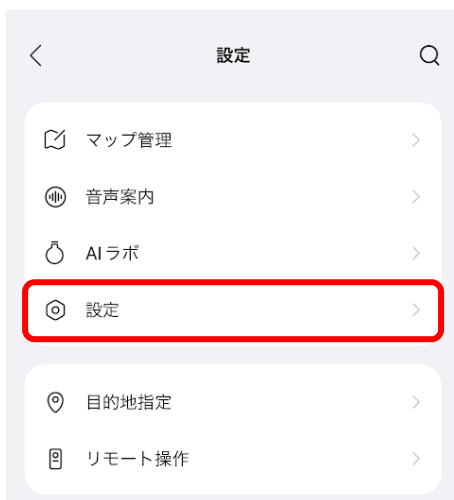 設定
マップ管理
音声案内
AIラボ
設定
目的地指定
リモート操作